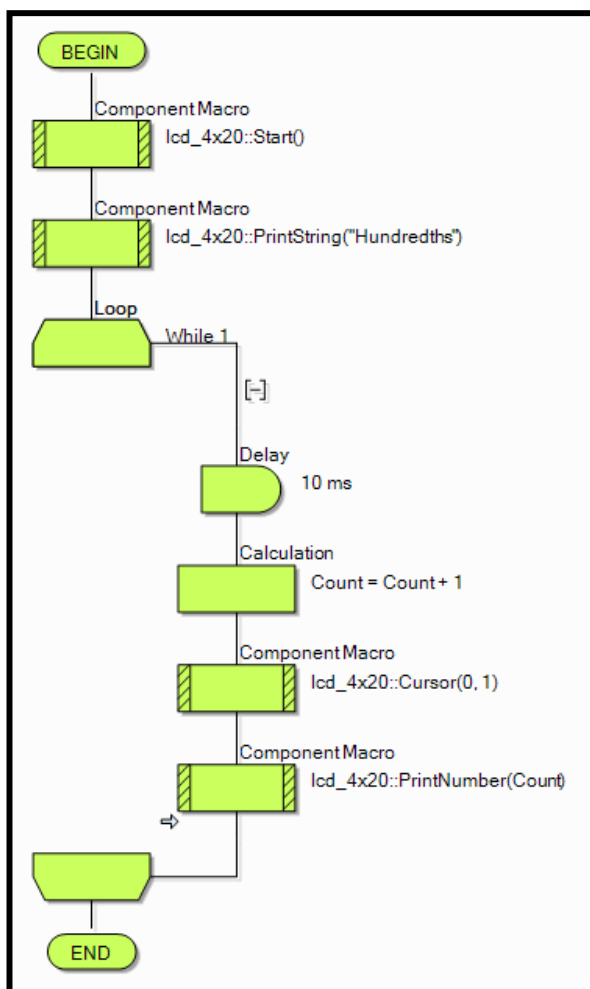 BEGIN
Component Macro
lcd_4x20::Start()
Component Macro
lcd_4x20::PrintString("Hundredths")
Loop
While 1
[-]
Delay
10 ms
Calculation
Count = Count + 1
Component Macro
lcd_4x20::Cursor(0, 1)
Component Macro
lcd_4x20::PrintNumber(Count)
END